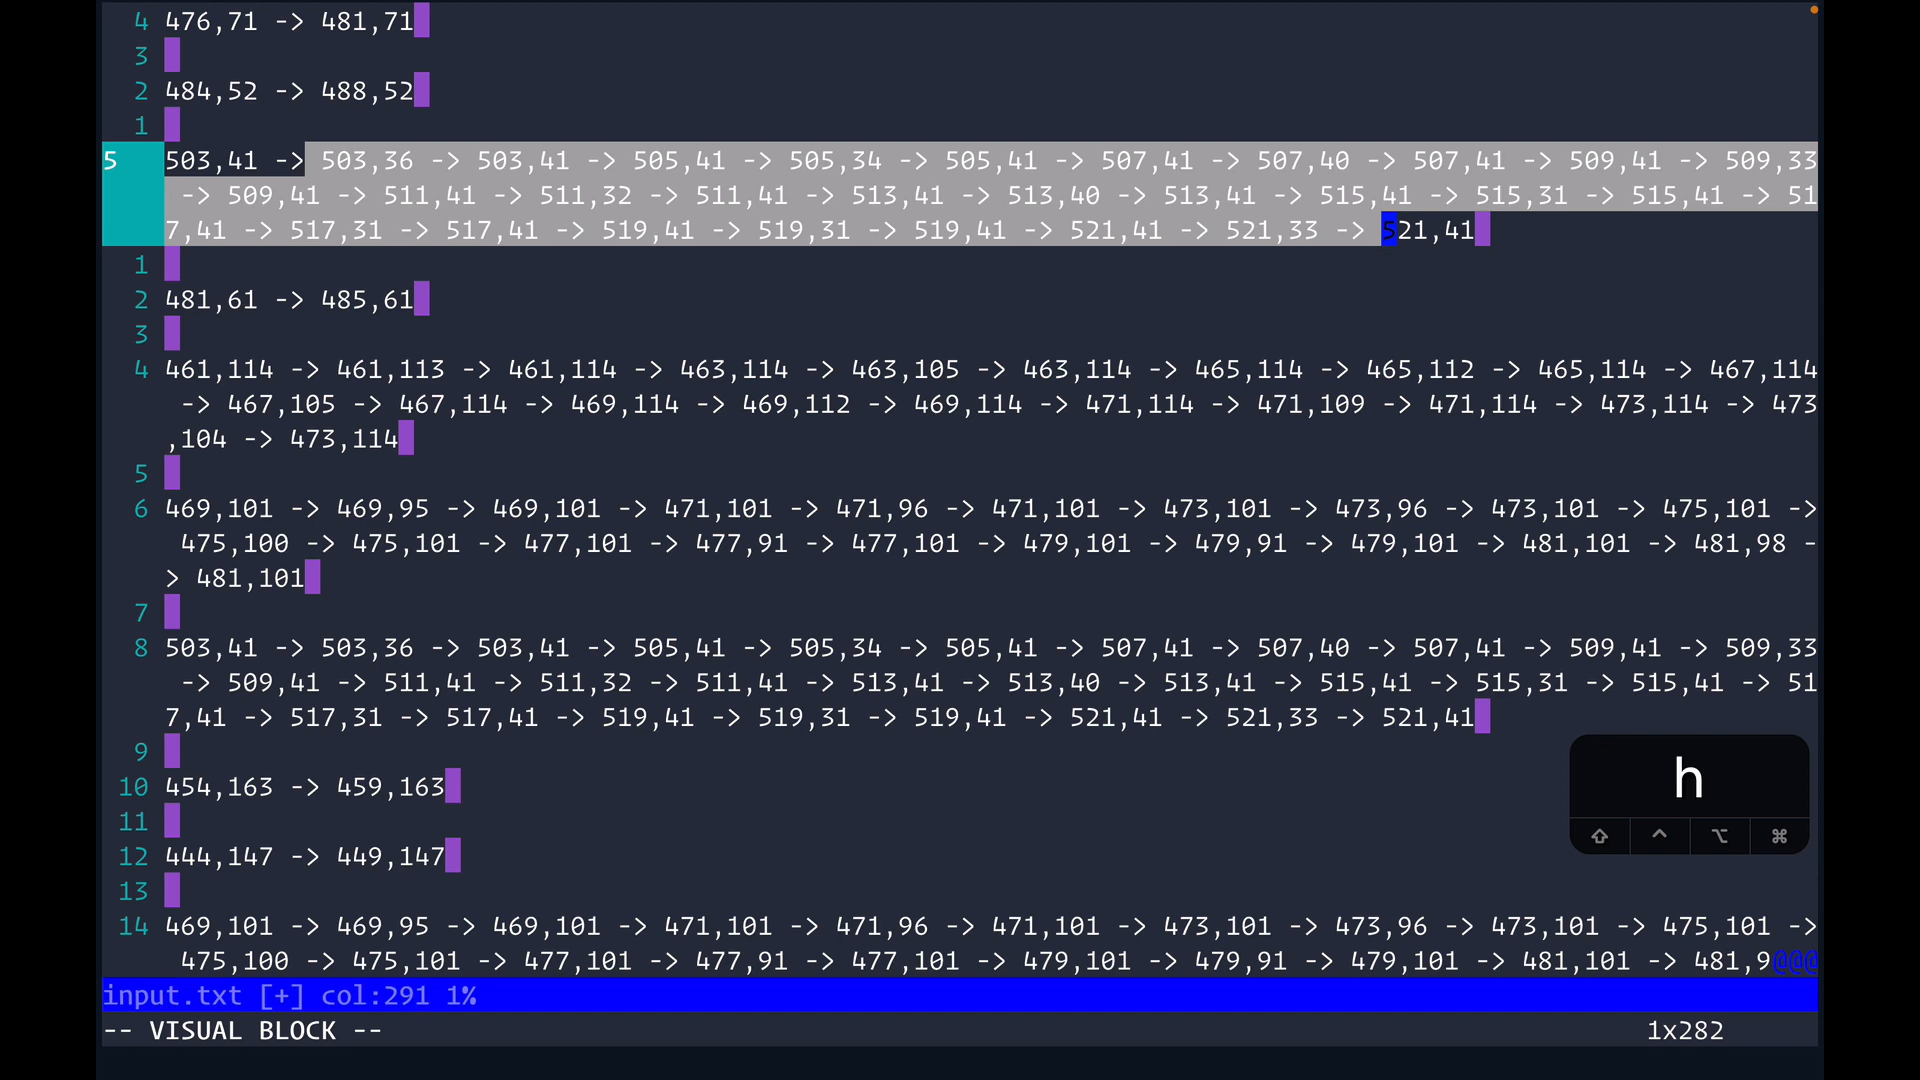 4 476,71 -> 481,71
3
2 484,52 -> 488,52
1
5 503,41 -> 503,36 -> 503,41 -> 505,41 -> 505,34 -> 505,41 -> 507,41 -> 507,40 -> 507,41 -> 509,41 -> 509,33
-> 509,41 -> 511,41 -> 511,32 -> 511,41 -> 513,41 -> 513,40 -> 513,41 -> 515,41 -> 515,31 -> 515,41 -> 51
7,41 -> 517,31 -> 517,41 -> 519,41 -> 519,31 -> 519,41 -> 521,41 -> 521,33 -> 521,41
1
2 481,61 -> 485,61
3
4 461,114 -> 461,113 -> 461,114 -> 463,114 -> 463,105 -> 463,114 -> 465,114 -> 465,112 -> 465,114 -> 467,114
-> 467,105 -> 467,114 -> 469,114 -> 469,112 -> 469,114 -> 471,114 -> 471,109 -> 471,114 -> 473,114 -> 473
,104 -> 473,114
5
6 469,101 -> 469,95 -> 469,101 -> 471,101 -> 471,96 -> 471,101 -> 473,101 -> 473,96 -> 473,101 -> 475,101 ->
475,100 -> 475,101 -> 477,101 -> 477,91 -> 477,101 -> 479,101 -> 479,91 -> 479,101 -> 481,101 -> 481,98 -
> 481,101
7
8 503,41 -> 503,36 -> 503,41 -> 505,41 -> 505,34 -> 505,41 -> 507,41 -> 507,40 -> 507,41 -> 509,41 -> 509,33
-> 509,41 -> 511,41 -> 511,32 -> 511,41 -> 513,41 -> 513,40 -> 513,41 -> 515,41 -> 515,31 -> 515,41 -> 51
7,41 -> 517,31 -> 517,41 -> 519,41 -> 519,31 -> 519,41 -> 521,41 -> 521,33 -> 521,41
9
10 454,163 -> 459,163
11
12 444,147 -> 449,147
13
14 469,101 -> 469,95 -> 469,101 -> 471,101 -> 471,96 -> 471,101 -> 473,101 -> 473,96 -> 473,101 -> 475,101 ->
475,100 -> 475,101 -> 477,101 -> 477,91 -> 477,101 -> 479,101 -> 479,91 -> 479,101 -> 481,101 -> 481,9@@@
h
⇧ ^ ⌥ ⌘
input.txt [+] col:291 1%
-- VISUAL BLOCK -- 1x282